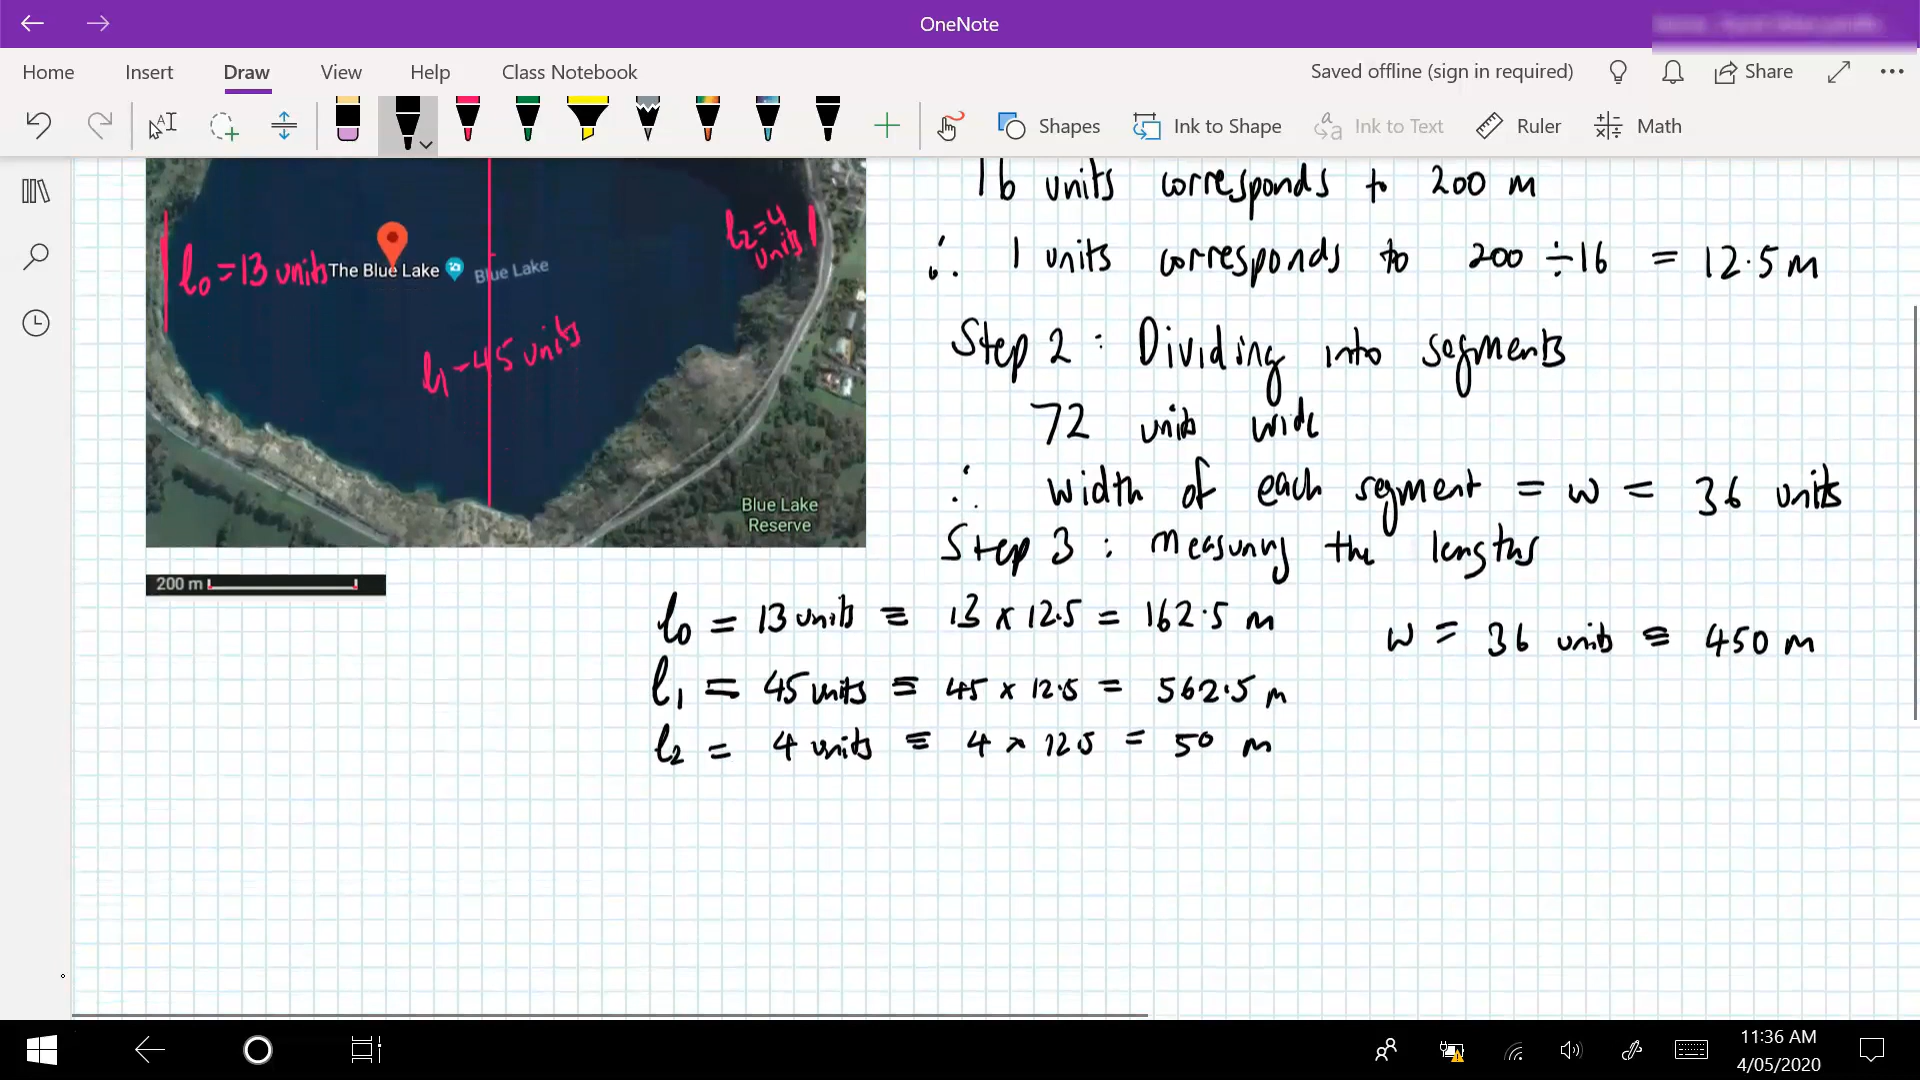 OneNote
Home Insert Draw View Help Class Notebook
Saved offline (sign in required) Share
Shapes Ink to Shape Ink to Text Ruler Math
16 units corresponds to 200 m
∴ 1 units corresponds to 200 ÷ 16 = 12.5 m
Step 2 : Dividing into segments
72 units wide
∴ width of each segment = w = 36 units
Step 3 : Measuring the lengths
l0 = 13 units
The Blue Lake
Blue Lake
l2 = 4
units
l1 - 45 units
Blue Lake
Reserve
200 m
l0 = 13 units ≡ 13 × 12.5 = 162.5 m
w = 36 units ≡ 450 m
l1 = 45 units ≡ 45 × 12.5 = 562.5 m
l2 = 4 units ≡ 4 × 125 = 50 m
11:36 AM
4/05/2020